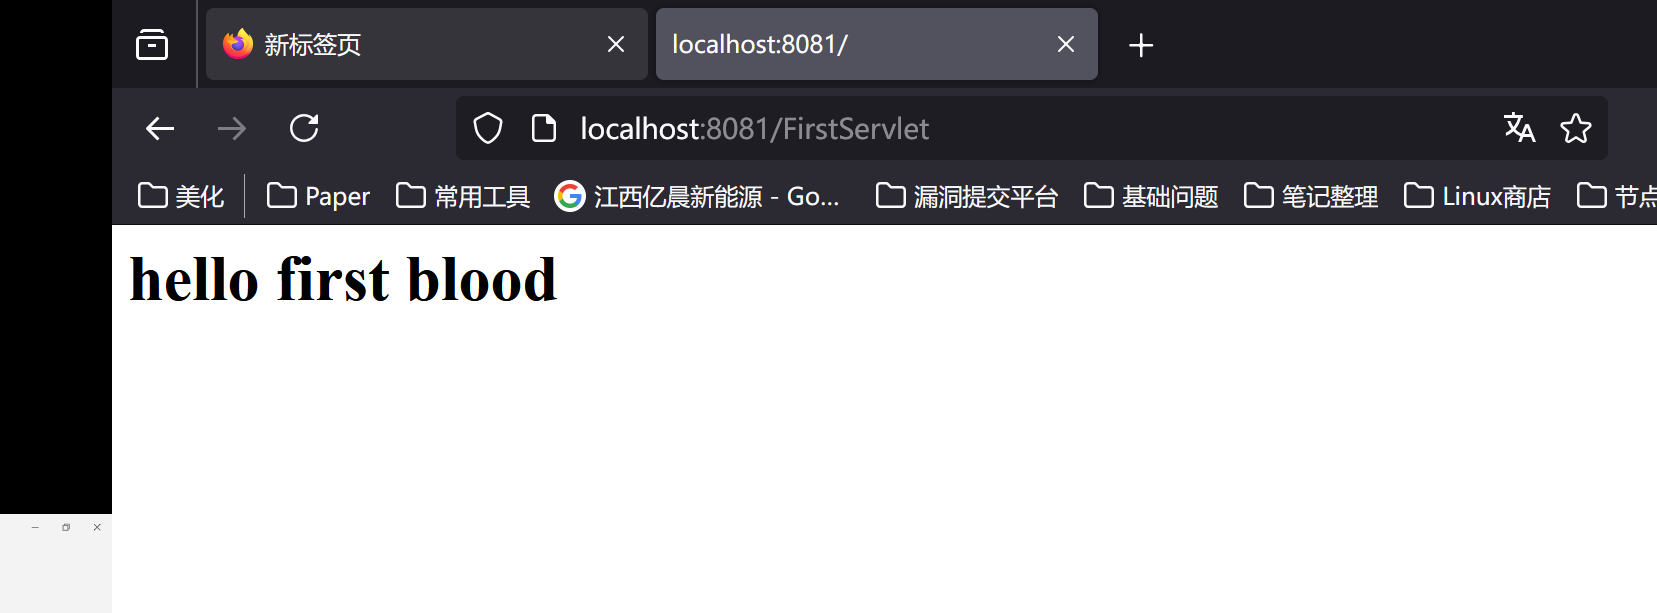 新标签页
localhost:8081/
localhost:8081/FirstServlet
美化 Paper 常用工具 江西亿晨新能源 - Go... 漏洞提交平台 基础问题 笔记整理 Linux商店 节点
hello first blood